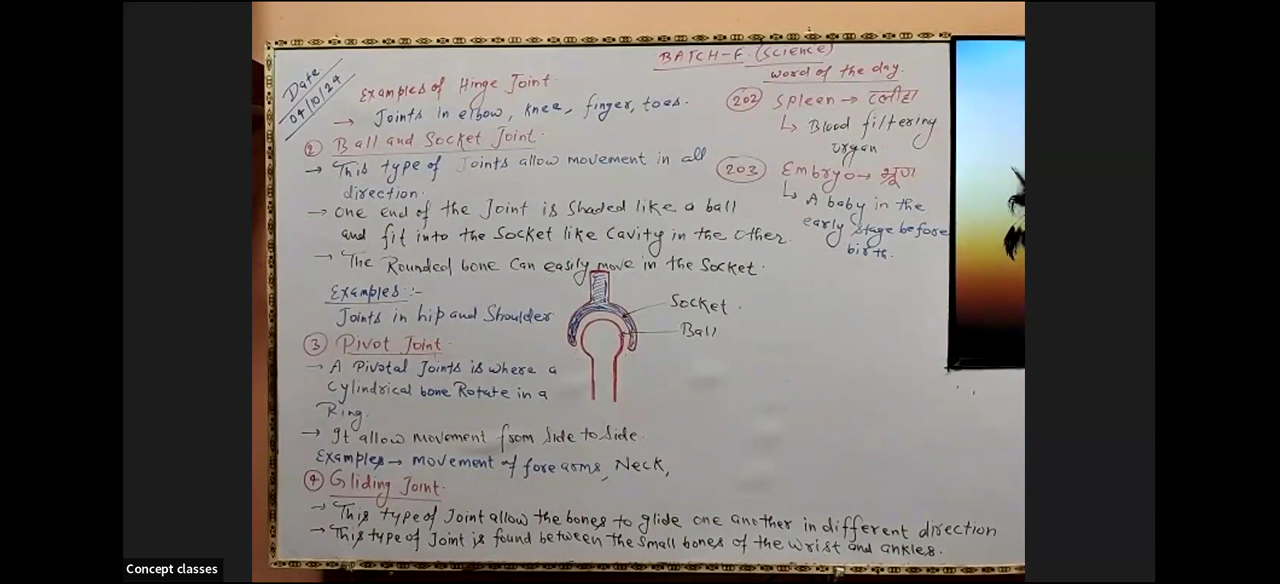 BATCH-F (Science)
Date
04/10/24
Examples of Hinge Joint
→ Joints in elbow, knee, finger, toes.
② Ball and Socket Joint
→ This type of Joints allow movement in all
direction.
→ One end of the Joint is shaded like a ball
and fit into the Socket like Cavity in the other.
→ The Rounded bone Can easily move in the Socket.
Examples :-
Joints in hip and Shoulder
Socket
Ball
③ Pivot Joint
→ A Pivotal Joints is where a
Cylindrical bone Rotate in a
Ring.
→ It allow movement from Side to Side.
Examples → movement of forearms, Neck,
④ Gliding Joint
→ This type of Joint allow the bones to glide one another in different direction
→ This type of Joint is found between the small bones of the wrist and ankles.
word of the day.
202 Spleen → प्लीहा
↳ Blood filtering
organ
203 Embryo → भ्रूण
↳ A baby in the
early stage before
birth.
Concept classes